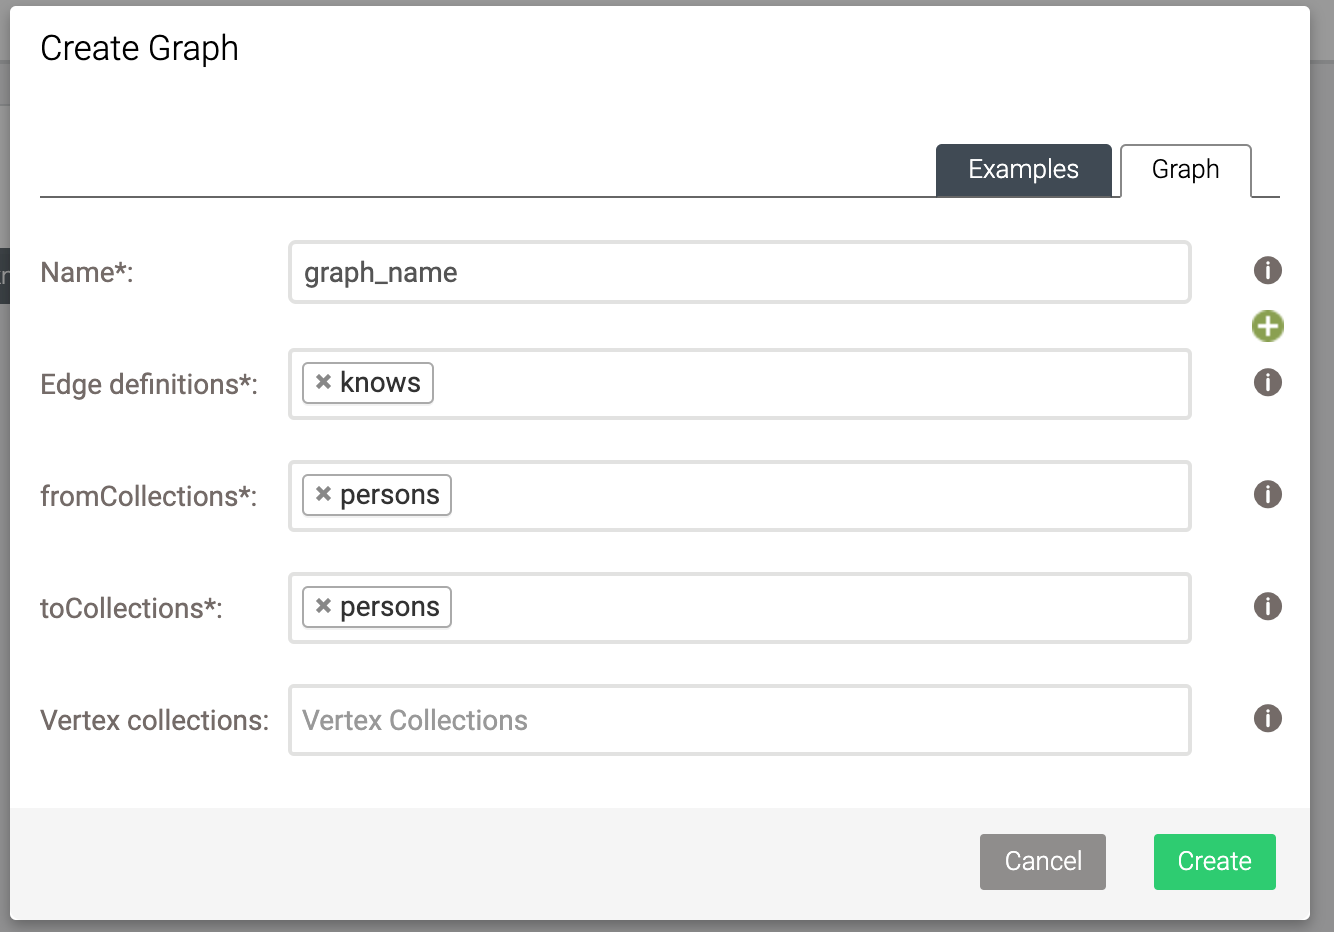 Create Graph
Examples Graph
Name*: graph_name
Edge definitions*: knows
fromCollections*: persons
toCollections*: persons
Vertex collections: Vertex Collections
Cancel Create